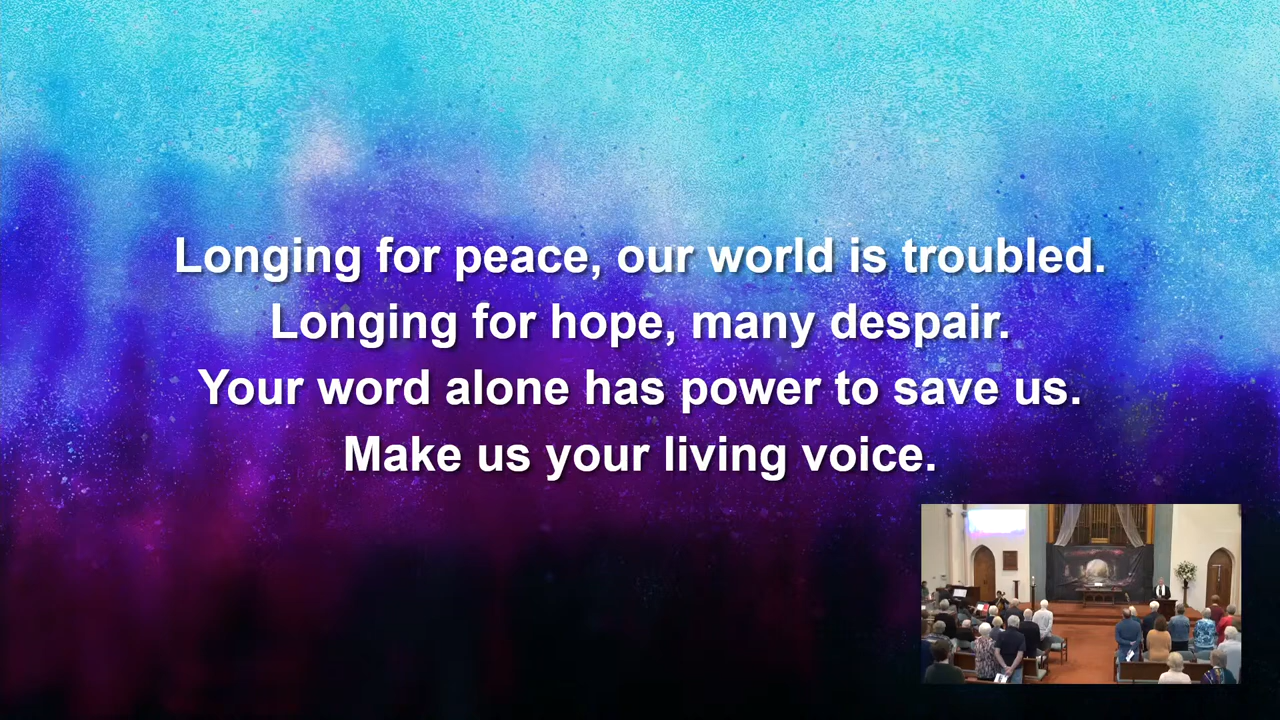 Longing for peace, our world is troubled.
Longing for hope, many despair.
Your word alone has power to save us.
Make us your living voice.